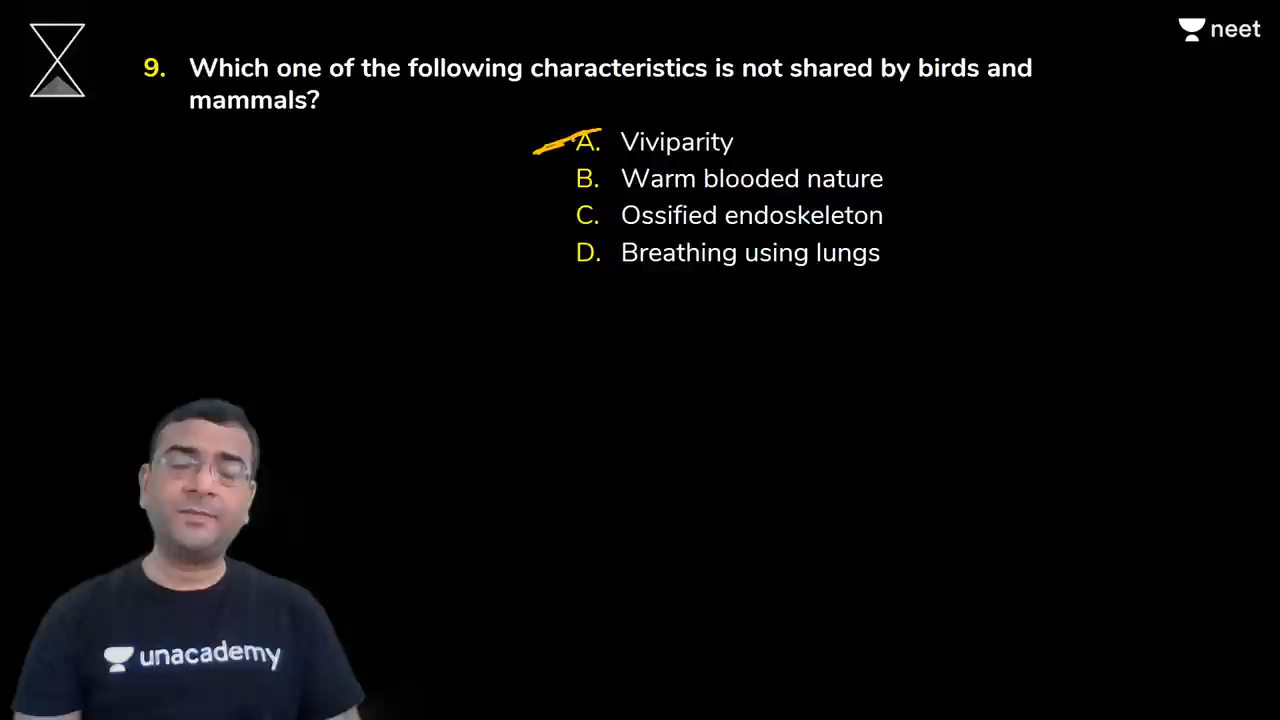 neet
9. Which one of the following characteristics is not shared by birds and
mammals?
A. Viviparity
B. Warm blooded nature
C. Ossified endoskeleton
D. Breathing using lungs
unacademy